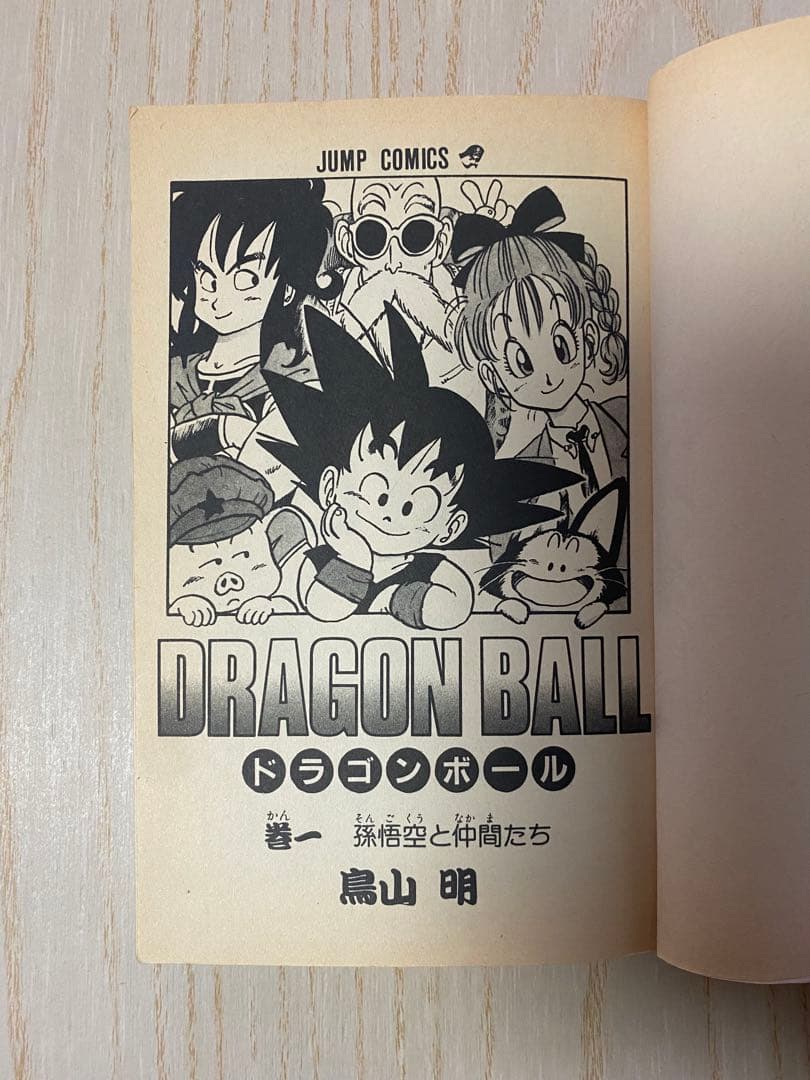 JUMP COMICS
DRAGON BALL
ドラゴンボール
かん そんごくう なかま
巻一 孫悟空と仲間たち
鳥山 明